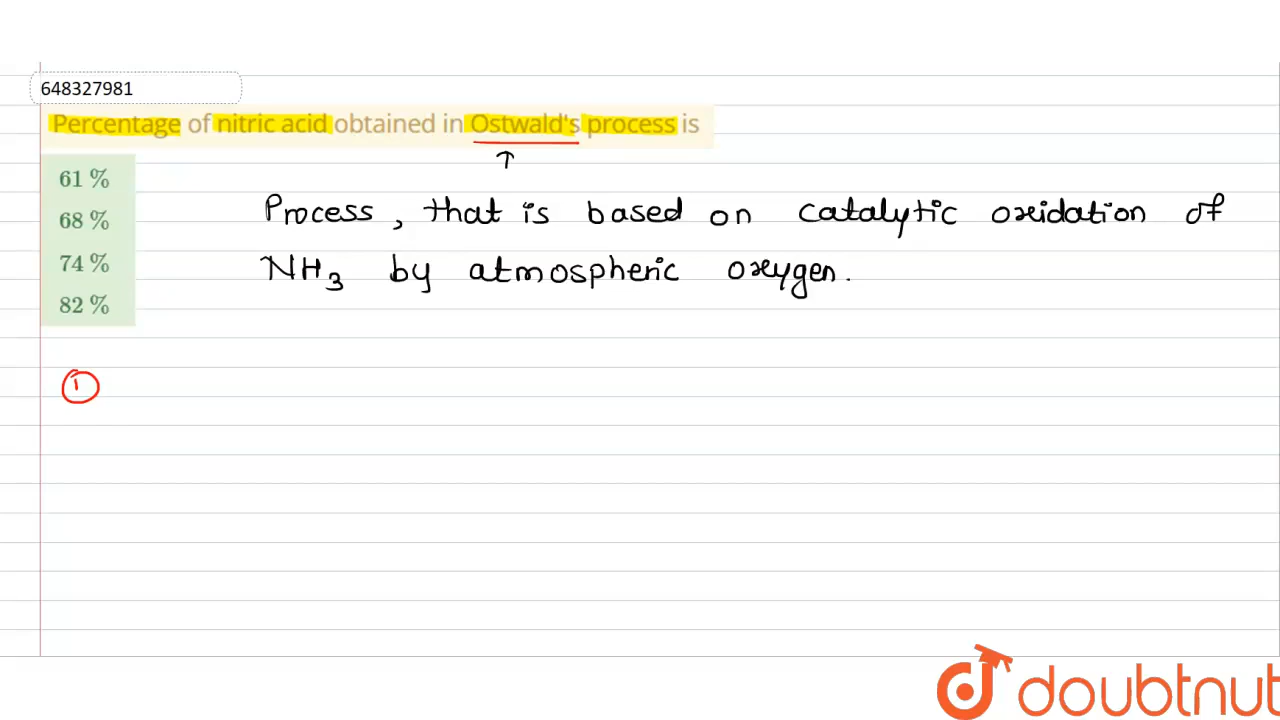 648327981
Percentage of nitric acid obtained in Ostwald's process is
↑
61 %
68 %
74 %
82 %
Process, that is based on catalytic oxidation of
NH3 by atmospheric oxygen.
1
doubtnut